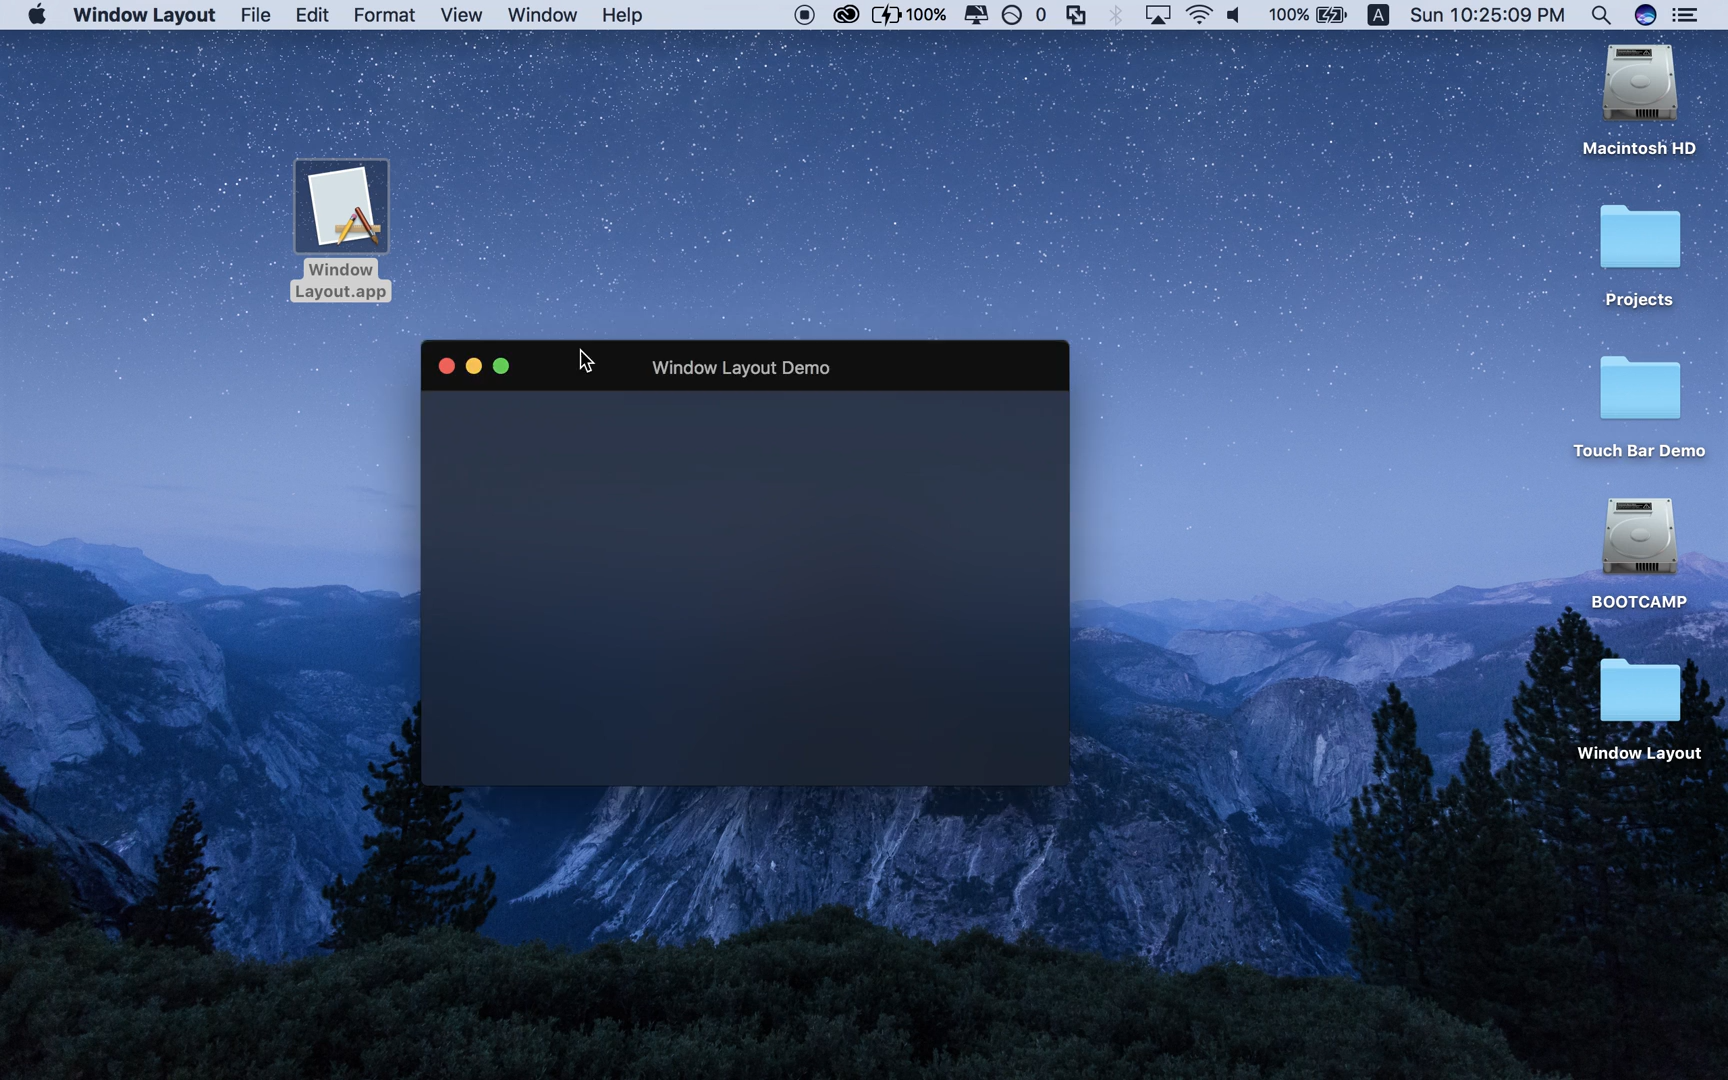 Window Layout File Edit Format View Window Help 100% 0 100% A Sun 10:25:09 PM
Macintosh HD
Window
Layout.app
Projects
Window Layout Demo
Touch Bar Demo
BOOTCAMP
Window Layout